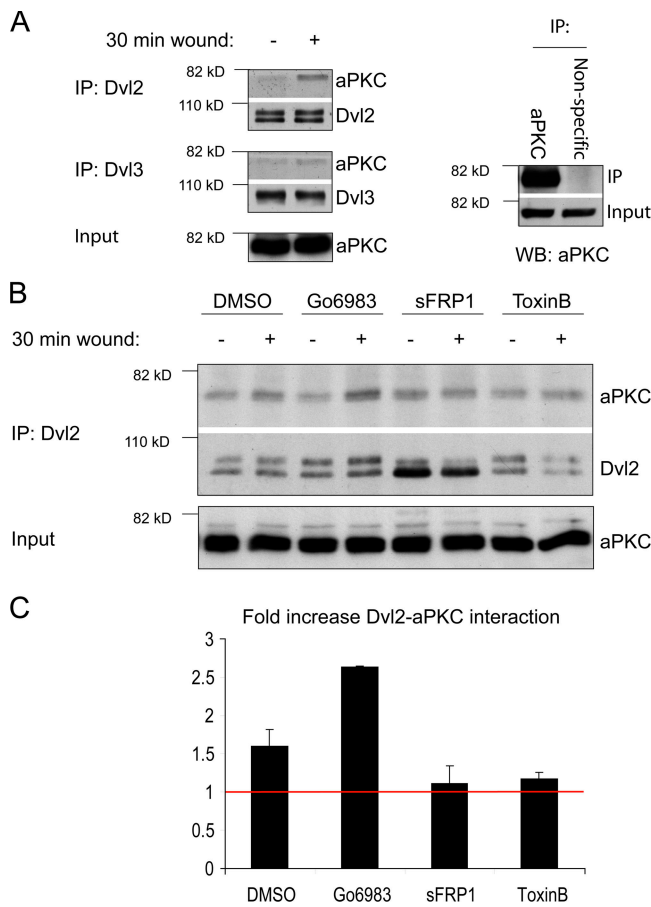 A
30 min wound: - +
IP: Dvl2
82 kD
aPKC
110 kD
Dvl2
IP: Dvl3
82 kD
aPKC
110 kD
Dvl3
Input
82 kD
aPKC
IP:
aPKC
Non-specific
82 kD
IP
82 kD
Input
WB: aPKC
B
DMSO Go6983 sFRP1 ToxinB
30 min wound: - + - + - + - +
82 kD
aPKC
IP: Dvl2
110 kD
Dvl2
82 kD
Input
aPKC
C
Fold increase Dvl2-aPKC interaction
3
2.5
2
1.5
1
0.5
0
DMSO Go6983 sFRP1 ToxinB